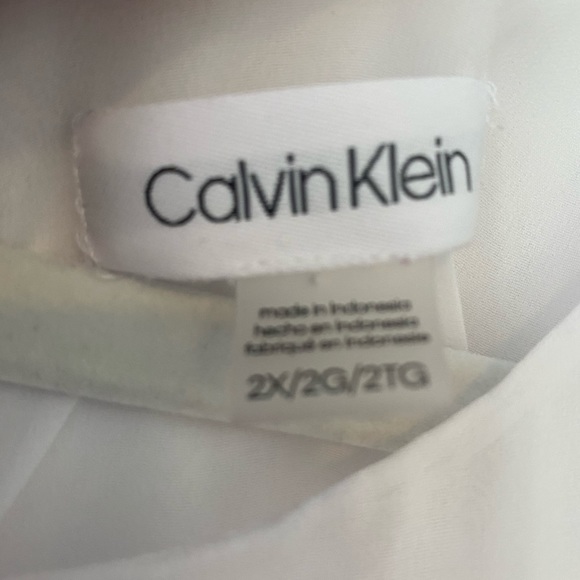 Calvin Klein
made in Indonesia
hecho en Indonesia
fabriqué en Indonésie
2X/2G/2TG